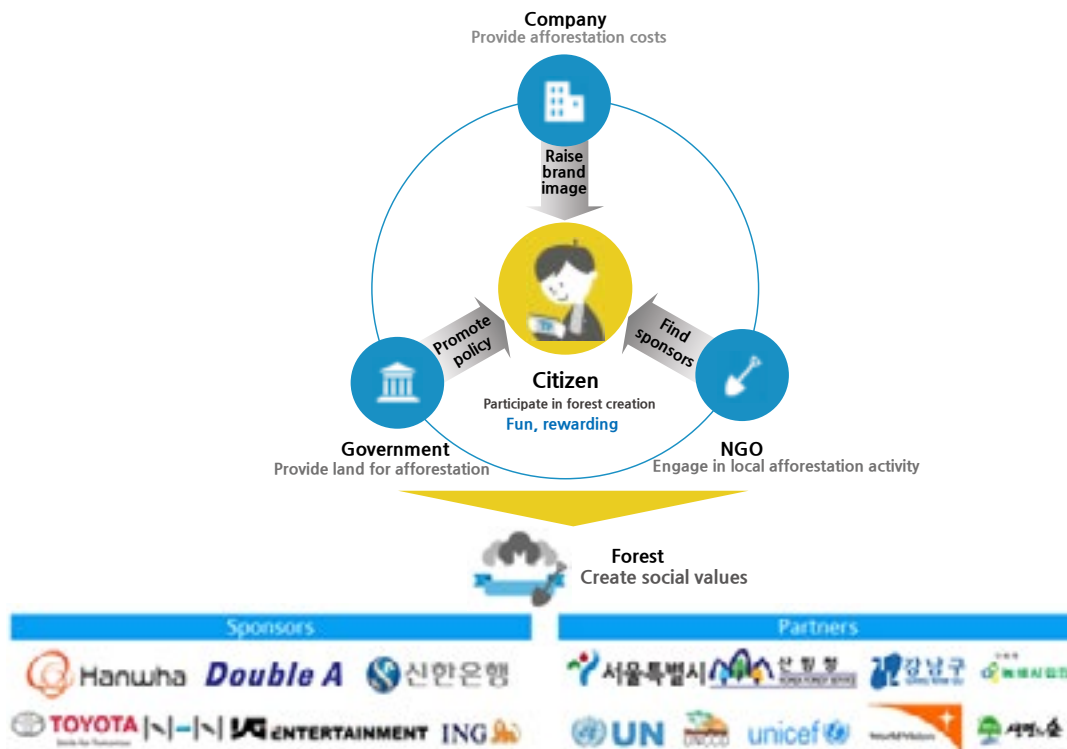 Company
Provide afforestation costs
Raise
brand
image
Promote
policy
Find
sponsors
Citizen
Participate in forest creation
Fun, rewarding
Government
Provide land for afforestation
NGO
Engage in local afforestation activity
Forest
Create social values
Sponsors
Partners
Hanwha
Double A
신한은행
서울특별시
산림청
강남구
TOYOTA
YG ENTERTAINMENT
ING
UN
unicef
World Vision